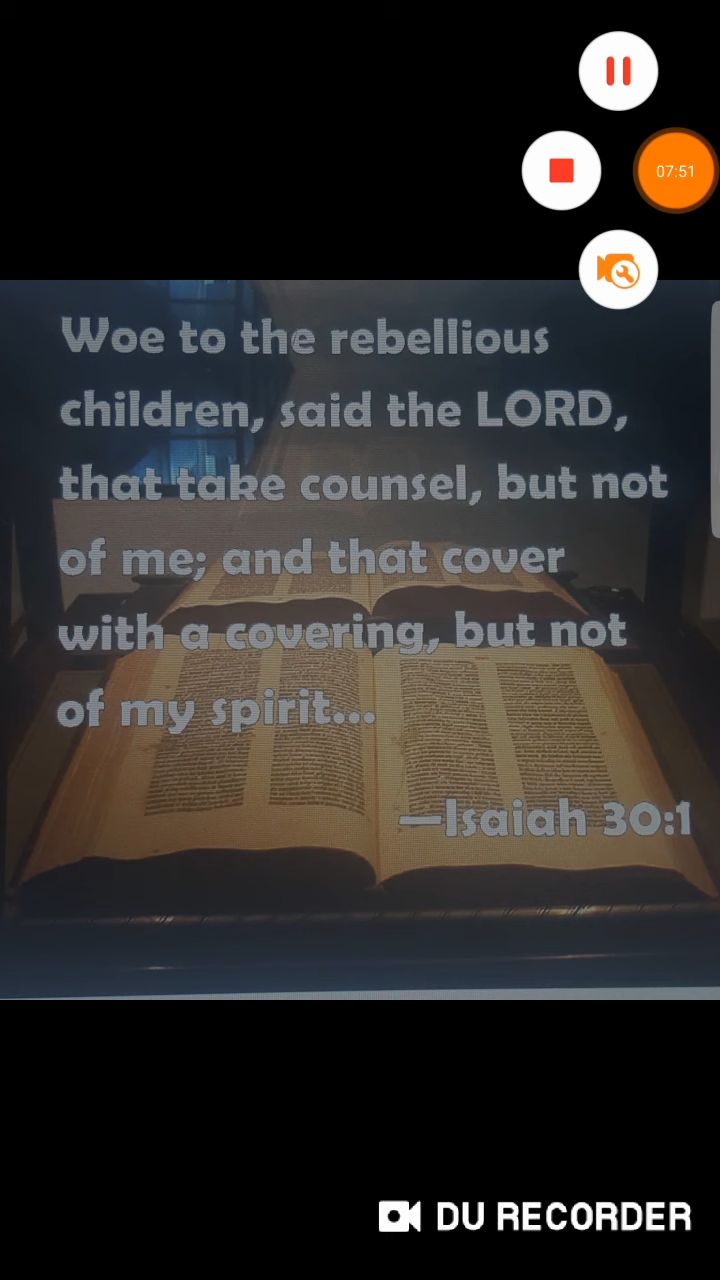 07:51
Woe to the rebellious
children, said the LORD,
that take counsel, but not
of me; and that cover
with a covering, but not
of my spirit...
—Isaiah 30:1
DU RECORDER